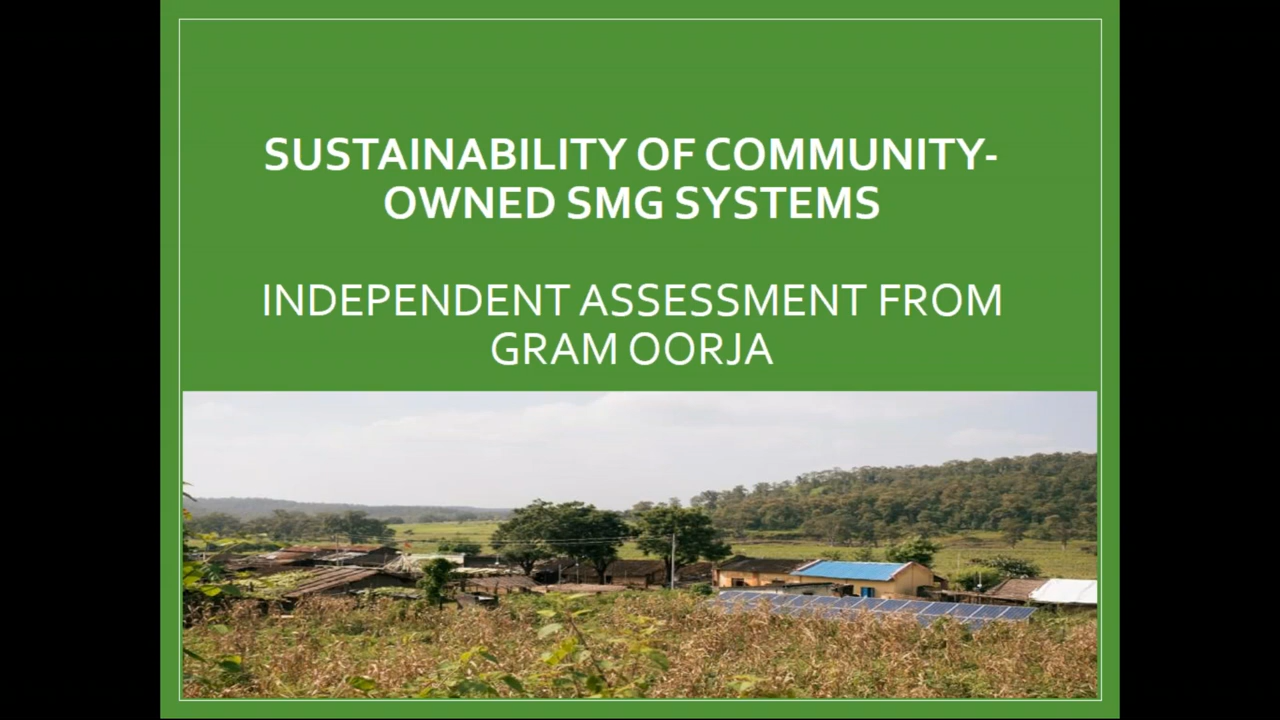 SUSTAINABILITY OF COMMUNITY-
OWNED SMG SYSTEMS
INDEPENDENT ASSESSMENT FROM
GRAM OORJA